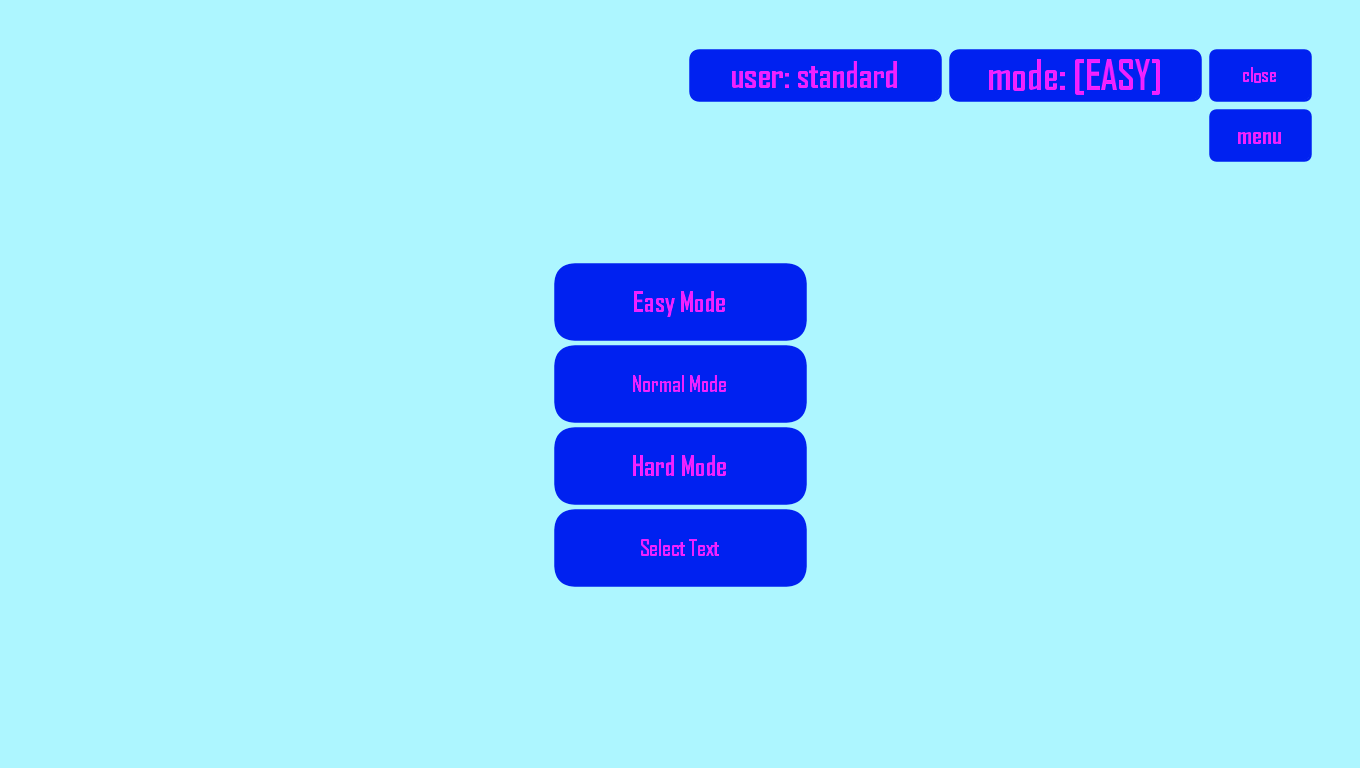 user: standard
mode: [EASY]
close
menu
Easy Mode
Normal Mode
Hard Mode
Select Text